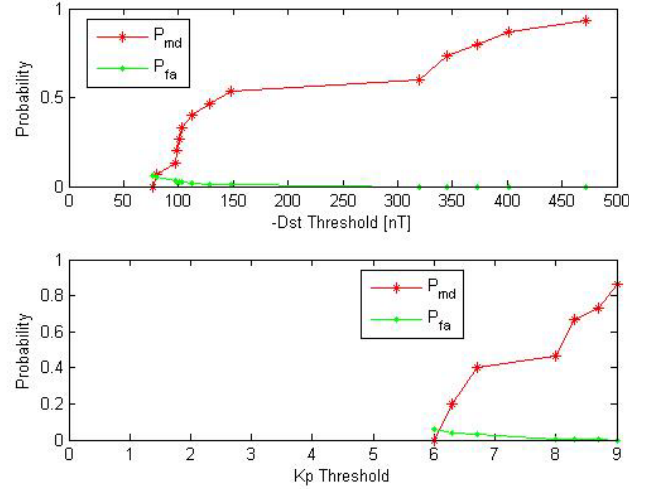 1
0.5
0
Probability
P_md
P_fa
0 50 100 150 200 250 300 350 400 450 500
-Dst Threshold [nT]
1
0.8
0.6
0.4
0.2
0
Probability
P_md
P_fa
0 1 2 3 4 5 6 7 8 9
Kp Threshold